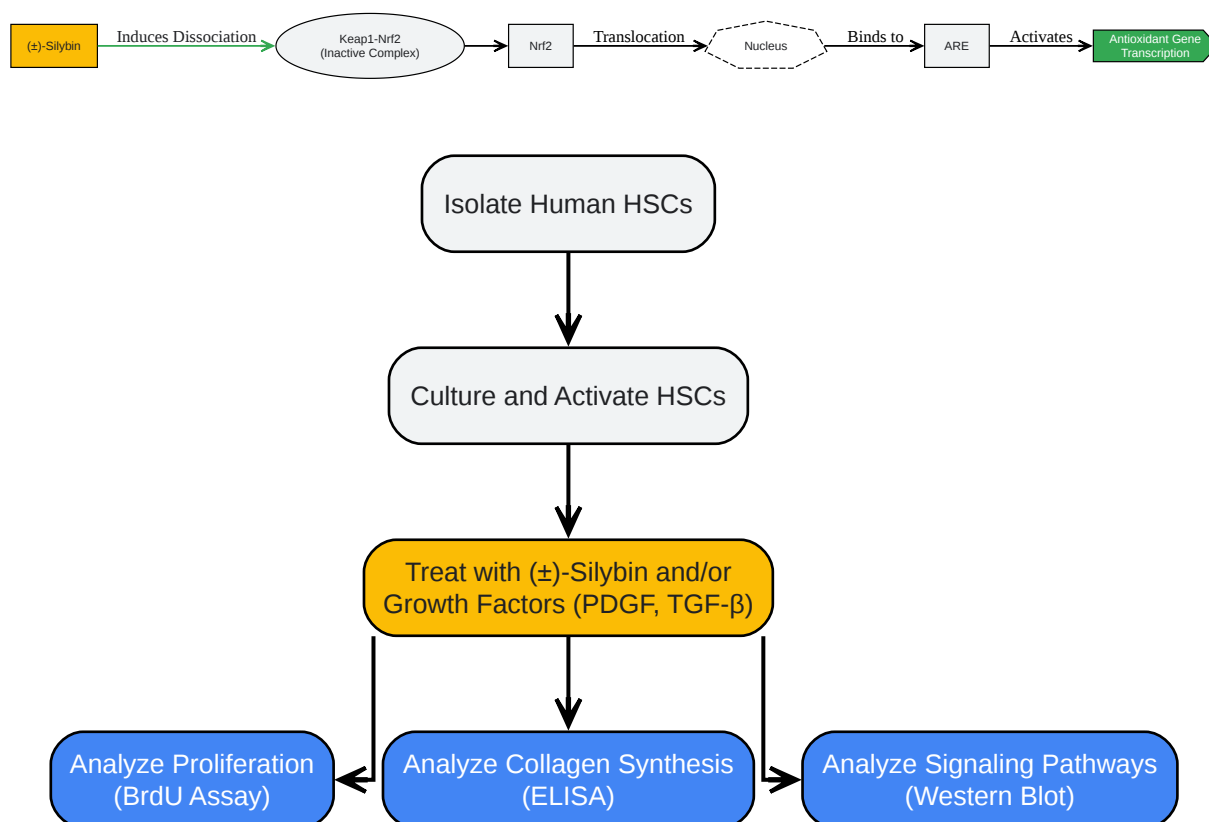 (±)-Silybin
Induces Dissociation
Keap1-Nrf2
(Inactive Complex)
Nrf2
Translocation
Nucleus
Binds to
ARE
Activates
Antioxidant Gene
Transcription
Isolate Human HSCs
Culture and Activate HSCs
Treat with (±)-Silybin and/or
Growth Factors (PDGF, TGF-β)
Analyze Proliferation
(BrdU Assay)
Analyze Collagen Synthesis
(ELISA)
Analyze Signaling Pathways
(Western Blot)